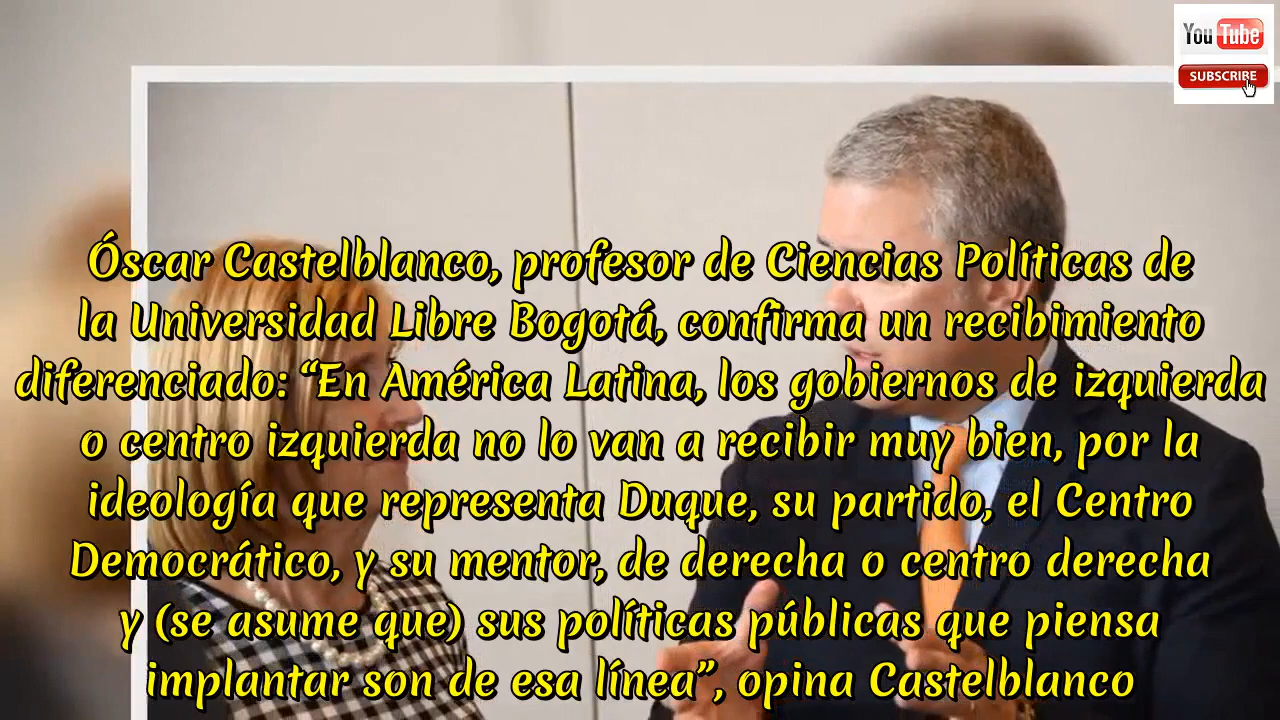 You Tube
SUBSCRIBE
Óscar Castelblanco, profesor de Ciencias Políticas de
la Universidad Libre Bogotá, confirma un recibimiento
diferenciado: “En América Latina, los gobiernos de izquierda
o centro izquierda no lo van a recibir muy bien, por la
ideología que representa Duque, su partido, el Centro
Democrático, y su mentor, de derecha o centro derecha
y (se asume que) sus políticas públicas que piensa
implantar son de esa línea”, opina Castelblanco